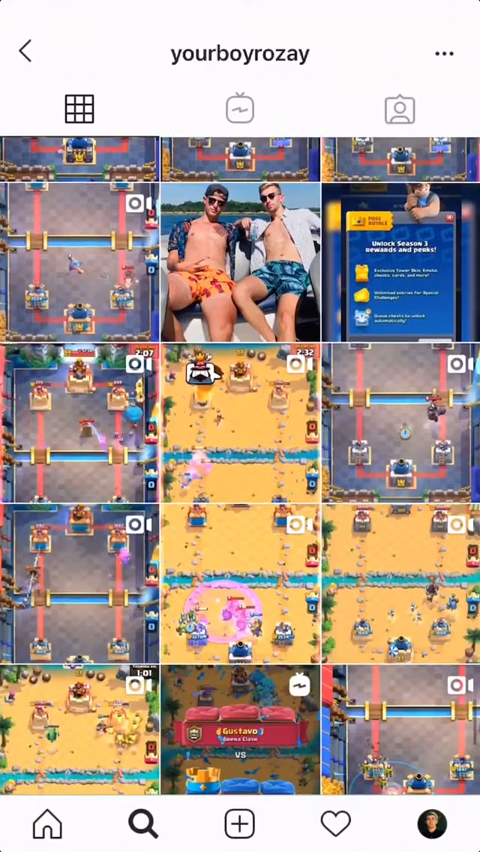 yourboyrozay
PASS
ROYALE
Unlock Season 3
rewards and perks!
Exclusive Tower Skin, Emote,
chests, cards, and more!
Unlimited entries for Special
Challenges!
Queue chests to unlock
automatically!
2:07
2:32
1:01
Gustavo
Arena Clash
VS